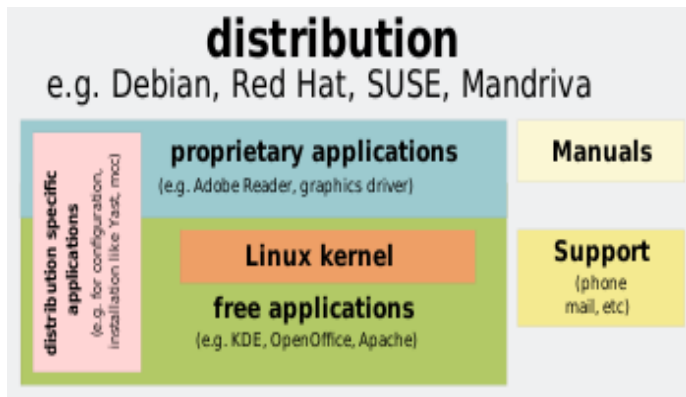 distribution
e.g. Debian, Red Hat, SUSE, Mandriva
distribution specific
applications
(e.g. for configuration,
installation like Yast, mcc)
proprietary applications
(e.g. Adobe Reader, graphics driver)
Linux kernel
free applications
(e.g. KDE, OpenOffice, Apache)
Manuals
Support
(phone
mail, etc)